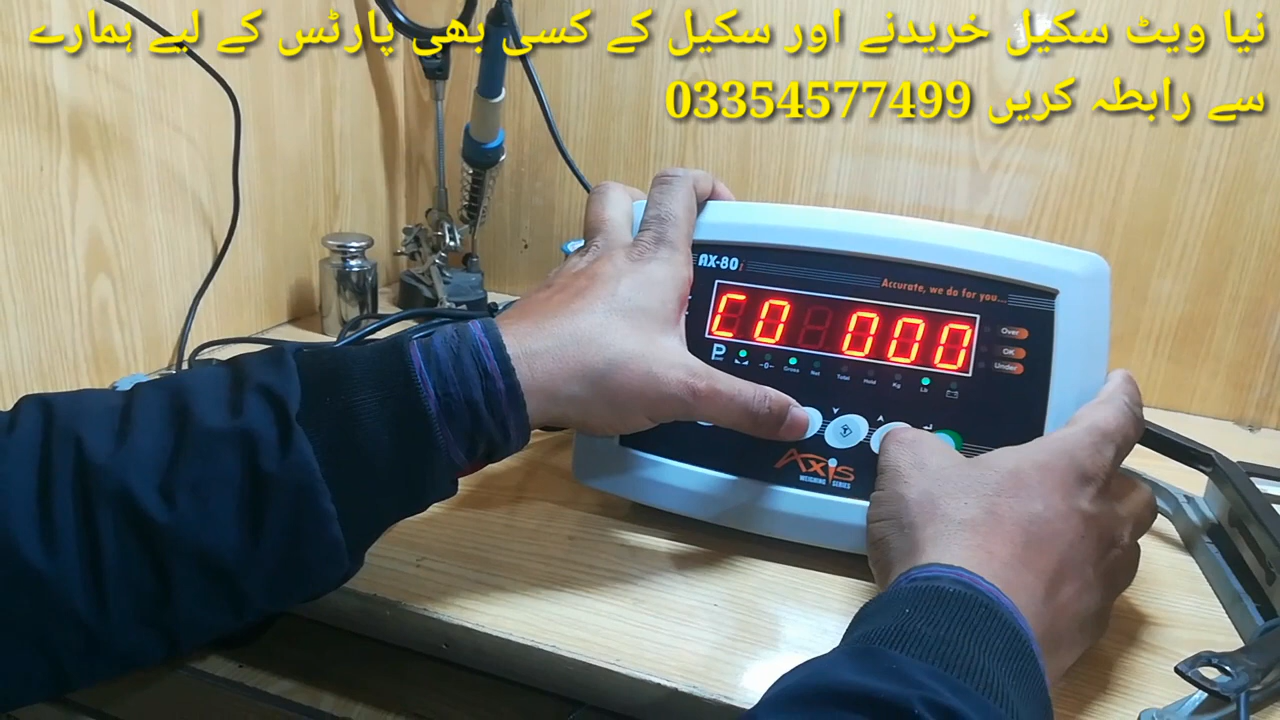 نیا ویٹ سکیل خریدنے اور سکیل کے کسی بھی پارٹس کے لیے ہمارے
سے رابطہ کریں 03354577499
AX-80i
Accurate, we do for you...
C0 000
Over
OK
Under
Gross Net Total Hold Kg Lb
AXIS
WEIGHING SERIES